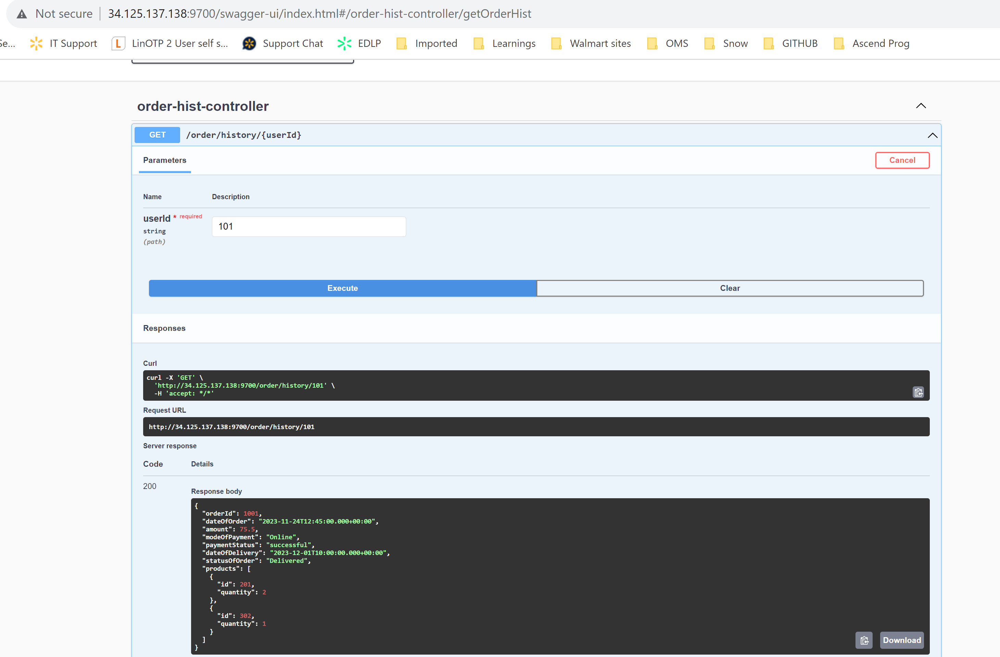 Not secure | 34.125.137.138:9700/swagger-ui/index.html#/order-hist-controller/getOrderHist
Se... IT Support L LinOTP 2 User self s... Support Chat EDLP Imported Learnings Walmart sites OMS Snow GITHUB Ascend Prog
order-hist-controller
GET /order/history/{userId}
Parameters Cancel
Name Description
userId * required
string
(path)
101
Execute Clear
Responses
Curl
curl -X 'GET' \
'http://34.125.137.138:9700/order/history/101' \
-H 'accept: */*'
Request URL
http://34.125.137.138:9700/order/history/101
Server response
Code Details
200
Response body
{
"orderId": 1001,
"dateOfOrder": "2023-11-24T12:45:00.000+00:00",
"amount": 75.5,
"modeOfPayment": "Online",
"paymentStatus": "successful",
"dateOfDelivery": "2023-12-01T10:00:00.000+00:00",
"statusOfOrder": "Delivered",
"products": [
{
"id": 201,
"quantity": 2
},
{
"id": 302,
"quantity": 1
}
]
}
Download